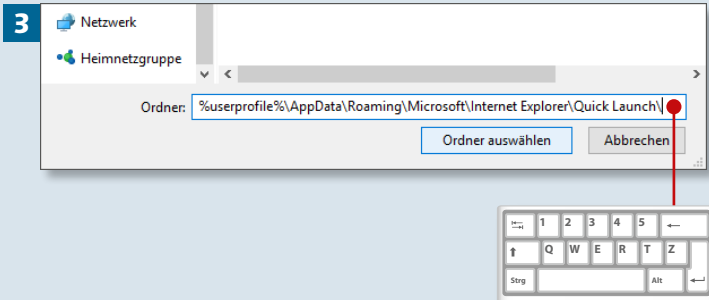 3
Netzwerk
Heimnetzgruppe
Ordner: %userprofile%\AppData\Roaming\Microsoft\Internet Explorer\Quick Launch\
Ordner auswählen Abbrechen
1 2 3 4 5
Q W E R T Z
Strg Alt